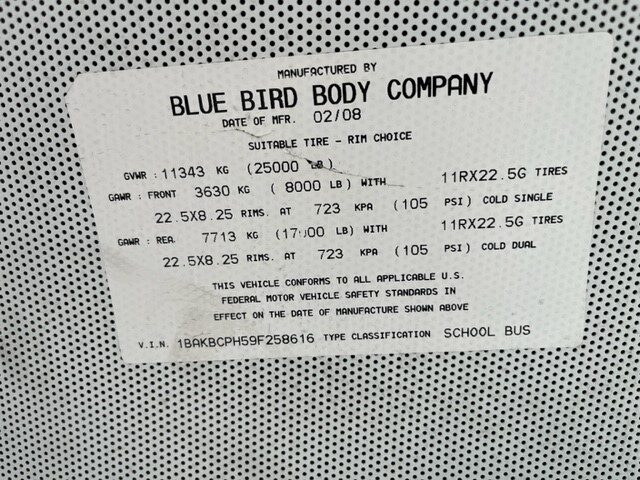 MANUFACTURED BY
BLUE BIRD BODY COMPANY
DATE OF MFR. 02/08
SUITABLE TIRE - RIM CHOICE
GVWR : 11343 KG (25000 LB)
GAWR : FRONT 3630 KG ( 8000 LB) WITH 11RX22.5G TIRES
22.5X8.25 RIMS. AT 723 KPA (105 PSI) COLD SINGLE
GAWR : REA 7713 KG (17000 LB) WITH 11RX22.5G TIRES
22.5X8.25 RIMS. AT 723 KPA (105 PSI) COLD DUAL
THIS VEHICLE CONFORMS TO ALL APPLICABLE U.S.
FEDERAL MOTOR VEHICLE SAFETY STANDARDS IN
EFFECT ON THE DATE OF MANUFACTURE SHOWN ABOVE
V.I.N. 1BAKBCPH59F258616 TYPE CLASSIFICATION SCHOOL BUS